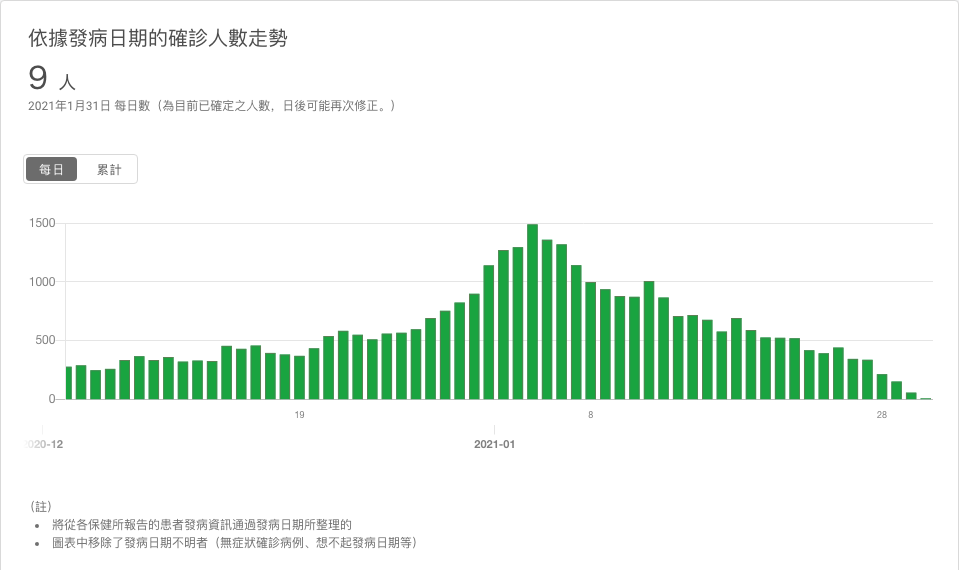 依據發病日期的確診人數走勢
9 人
2021年1月31日 每日數（為目前已確定之人數，日後可能再次修正。）
每日 累計
1500
1000
500
0
19 8 28
2020-12 2021-01
（註）
• 將從各保健所報告的患者發病資訊通過發病日期所整理的
• 圖表中移除了發病日期不明者（無症狀確診病例、想不起發病日期等）